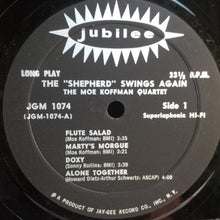 jubilee
LONG PLAY
33⅓ R.P.M.
THE "SHEPHERD" SWINGS AGAIN
THE MOE KOFFMAN QUARTET
JGM 1074
Side 1
(JGM-1074-A)
Superlophonic HI-FI
FLUTE SALAD
(Moe Koffman: BMI) 3:35
MARTY'S MORGUE
(Moe Koffman: BMI) 3:22
DOXY
(Sonny Rollins: BMI) 3:39
ALONE TOGETHER
(Howard Dietz-Arthur Schwartz: ASCAP) 4:00
A PRODUCT OF JAY-GEE RECORD CO., INC.